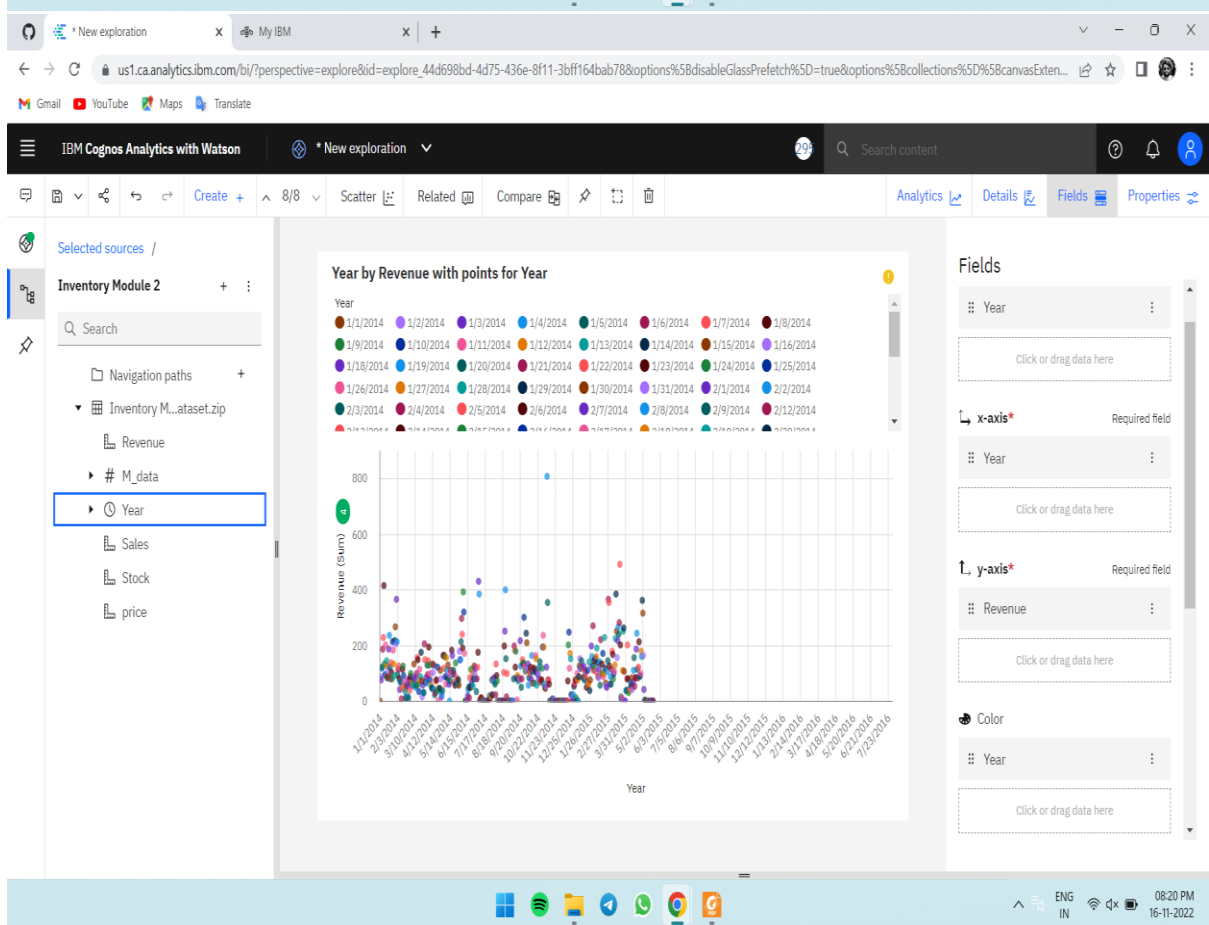 * New exploration
My IBM
us1.ca.analytics.ibm.com/bi/?perspective=explore&id=explore_44d698bd-4d75-436e-8f11-3bff164bab78&options%5BdisableGlassPrefetch%5D=true&options%5Bcollections%5D%5BcanvasExten...
Gmail YouTube Maps Translate
IBM Cognos Analytics with Watson * New exploration Search content
Create + 8/8 Scatter Related Compare Analytics Details Fields Properties
Selected sources /
Inventory Module 2
Search
Navigation paths
Inventory M...ataset.zip
Revenue
# M_data
Year
Sales
Stock
price
Year by Revenue with points for Year
Year
1/1/2014 1/2/2014 1/3/2014 1/4/2014 1/5/2014 1/6/2014 1/7/2014 1/8/2014
1/9/2014 1/10/2014 1/11/2014 1/12/2014 1/13/2014 1/14/2014 1/15/2014 1/16/2014
1/18/2014 1/19/2014 1/20/2014 1/21/2014 1/22/2014 1/23/2014 1/24/2014 1/25/2014
1/26/2014 1/27/2014 1/28/2014 1/29/2014 1/30/2014 1/31/2014 2/1/2014 2/2/2014
2/3/2014 2/4/2014 2/5/2014 2/6/2014 2/7/2014 2/8/2014 2/9/2014 2/12/2014
800
600
400
200
0
4
Revenue (Sum)
1/1/2014 2/3/2014 3/10/2014 4/12/2014 5/14/2014 6/15/2014 7/17/2014 8/18/2014 9/20/2014 10/22/2014 11/23/2014 12/25/2014 1/26/2015 2/27/2015 3/31/2015 5/2/2015 6/3/2015 7/5/2015 8/6/2015 9/7/2015 10/9/2015 11/10/2015 12/12/2015 1/13/2016 2/14/2016 3/17/2016 4/18/2016 5/20/2016 6/21/2016 7/23/2016
Year
Fields
Year
Click or drag data here
x-axis* Required field
Year
Click or drag data here
y-axis* Required field
Revenue
Click or drag data here
Color
Year
Click or drag data here
ENG
IN
08:20 PM
16-11-2022